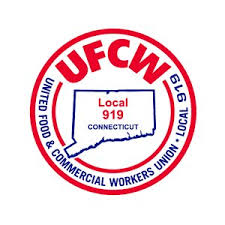 UFCW
Local
919
CONNECTICUT
UNITED FOOD & COMMERCIAL WORKERS UNION • LOCAL 919